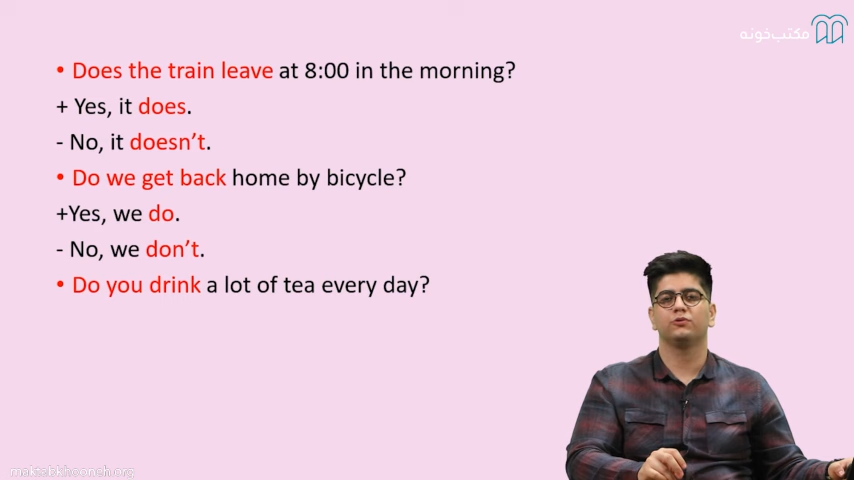 مکتب‌خونه
• Does the train leave at 8:00 in the morning?
+ Yes, it does.
- No, it doesn’t.
• Do we get back home by bicycle?
+Yes, we do.
- No, we don’t.
• Do you drink a lot of tea every day?
maktabkhooneh.org